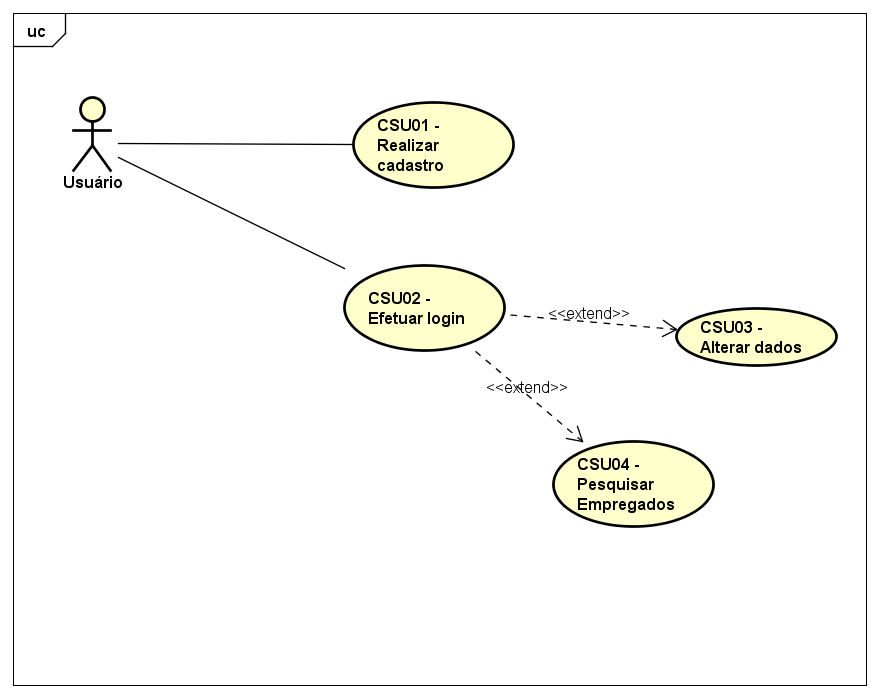 uc
Usuário
CSU01 -
Realizar
cadastro
CSU02 -
Efetuar login
<<extend>>
CSU03 -
Alterar dados
<<extend>>
CSU04 -
Pesquisar
Empregados